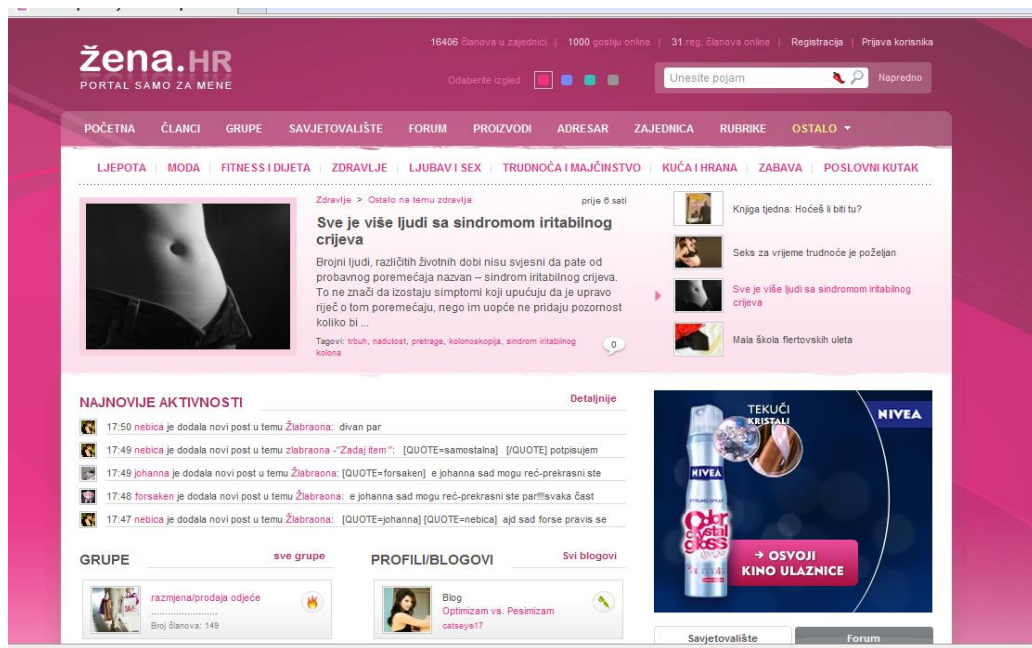 16406 članova u zajednici | 1000 gostiju online | 31 reg. članova online | Registracija | Prijava korisnika
žena.HR
PORTAL SAMO ZA MENE
Odaberite izgled
Unesite pojam
Napredno
POČETNA ČLANCI GRUPE SAVJETOVALIŠTE FORUM PROIZVODI ADRESAR ZAJEDNICA RUBRIKE OSTALO
LJEPOTA MODA FITNESS I DIJETA ZDRAVLJE LJUBAV I SEX TRUDNOĆA I MAJČINSTVO KUĆA I HRANA ZABAVA POSLOVNI KUTAK
Zdravlje > Ostalo na temu zdravlja prije 6 sati
Sve je više ljudi sa sindromom iritabilnog
crijeva
Brojni ljudi, različitih životnih dobi nisu svjesni da pate od
probavnog poremećaja nazvan – sindrom iritabilnog crijeva.
To ne znači da izostaju simptomi koji upućuju da je upravo
riječ o tom poremećaju, nego im uopće ne pridaju pozornost
koliko bi ...
Tagovi: trbuh, nadutost, pretrage, kolonoskopija, sindrom iritabilnog
kolona
0
Knjiga tjedna: Hoćeš li biti tu?
Seks za vrijeme trudnoće je poželjan
Sve je više ljudi sa sindromom iritabilnog
crijeva
Mala škola flertovskih uleta
NAJNOVIJE AKTIVNOSTI Detaljnije
17:50 nebica je dodala novi post u temu Žlabraona: divan par
17:49 nebica je dodala novi post u temu zlabraona -"Zadaj item ": [QUOTE=samostalna] [/QUOTE] potpisujem
17:49 johanna je dodala novi post u temu Žlabraona: [QUOTE=forsaken] e johanna sad mogu reć-prekrasni ste
17:48 forsaken je dodala novi post u temu Žlabraona: e johanna sad mogu reć-prekrasni ste par!!!svaka čast
17:47 nebica je dodala novi post u temu Žlabraona: [QUOTE=johanna] [QUOTE=nebica] ajd sad forse pravis se
GRUPE sve grupe
razmjena/prodaja odjeće
........................
Broj članova: 149
PROFILI/BLOGOVI Svi blogovi
Blog
Optimizam vs. Pesimizam
catseye17
TEKUĆI
KRISTALI
NIVEA
NIVEA
STYLING SPRAY
crystal
gloss
OSVOJI
KINO ULAZNICE
Savjetovalište Forum